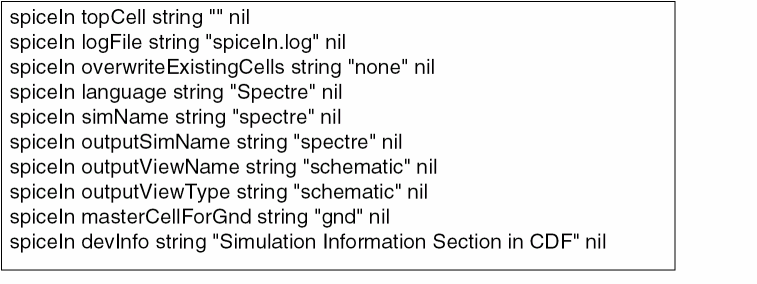 spiceIn topCell string "" nil
spiceIn logFile string "spiceIn.log" nil
spiceIn overwriteExistingCells string "none" nil
spiceIn language string "Spectre" nil
spiceIn simName string "spectre" nil
spiceIn outputSimName string "spectre" nil
spiceIn outputViewName string "schematic" nil
spiceIn outputViewType string "schematic" nil
spiceIn masterCellForGnd string "gnd" nil
spiceIn devInfo string "Simulation Information Section in CDF" nil